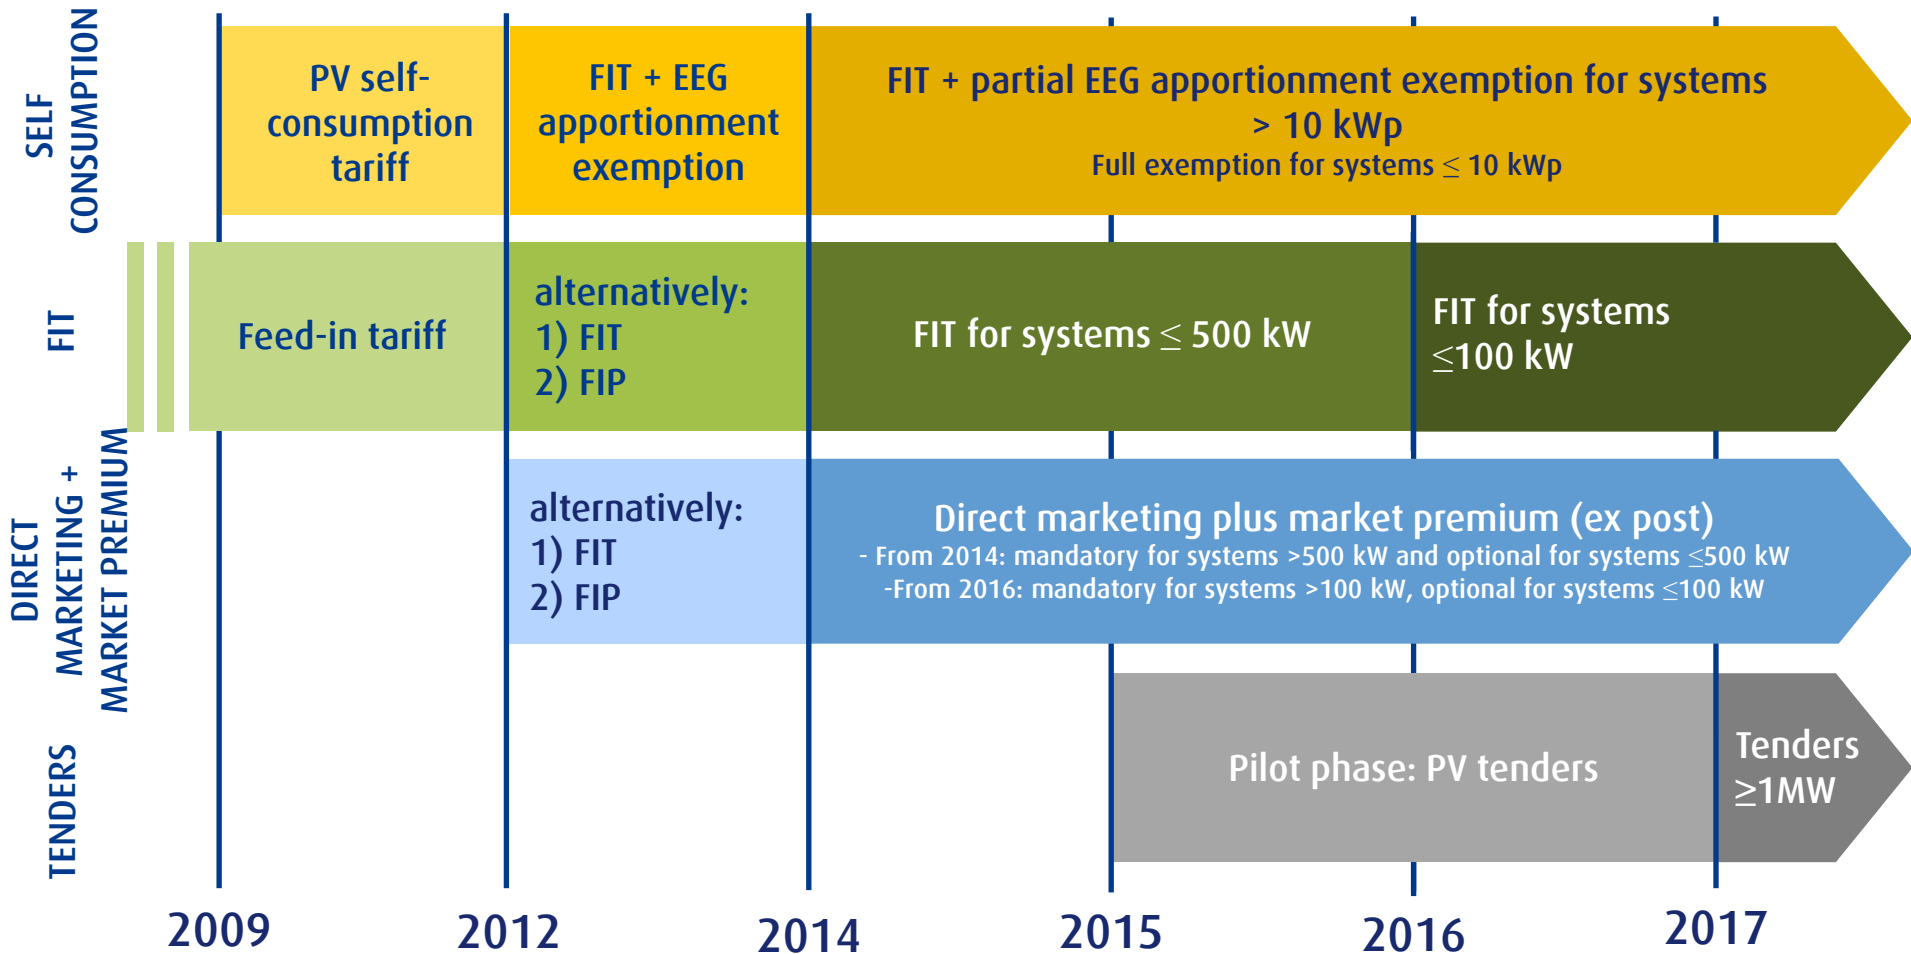 SELF
CONSUMPTION
PV self-
consumption
tariff
FIT + EEG
apportionment
exemption
FIT + partial EEG apportionment exemption for systems
> 10 kWp
Full exemption for systems ≤ 10 kWp
FIT
Feed-in tariff
alternatively:
1) FIT
2) FIP
FIT for systems ≤ 500 kW
FIT for systems
≤100 kW
DIRECT
MARKETING +
MARKET PREMIUM
alternatively:
1) FIT
2) FIP
Direct marketing plus market premium (ex post)
- From 2014: mandatory for systems >500 kW and optional for systems ≤500 kW
-From 2016: mandatory for systems >100 kW, optional for systems ≤100 kW
TENDERS
Pilot phase: PV tenders
Tenders
≥1MW
2009
2012
2014
2015
2016
2017